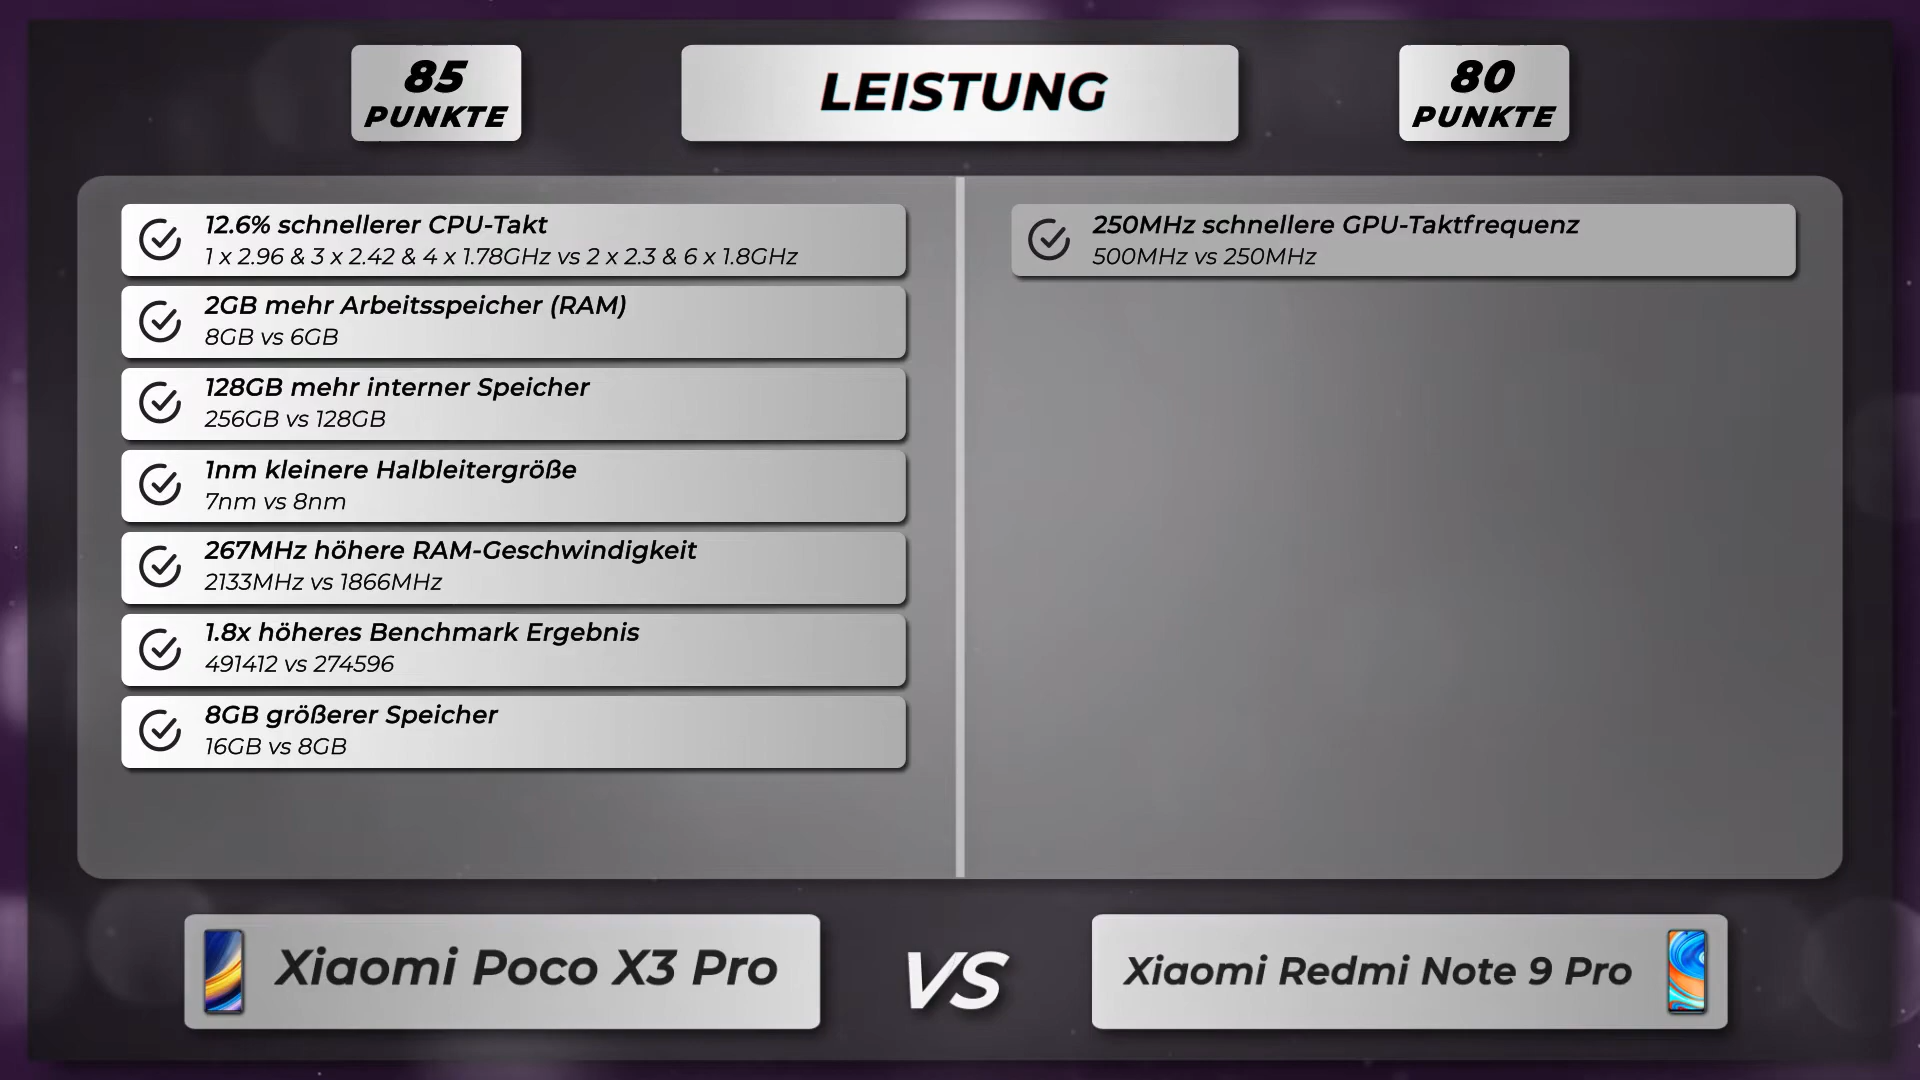 85
PUNKTE
LEISTUNG
80
PUNKTE
12.6% schnellerer CPU-Takt
1 x 2.96 & 3 x 2.42 & 4 x 1.78GHz vs 2 x 2.3 & 6 x 1.8GHz
2GB mehr Arbeitsspeicher (RAM)
8GB vs 6GB
128GB mehr interner Speicher
256GB vs 128GB
1nm kleinere Halbleitergröße
7nm vs 8nm
267MHz höhere RAM-Geschwindigkeit
2133MHz vs 1866MHz
1.8x höheres Benchmark Ergebnis
491412 vs 274596
8GB größerer Speicher
16GB vs 8GB
250MHz schnellere GPU-Taktfrequenz
500MHz vs 250MHz
Xiaomi Poco X3 Pro
VS
Xiaomi Redmi Note 9 Pro